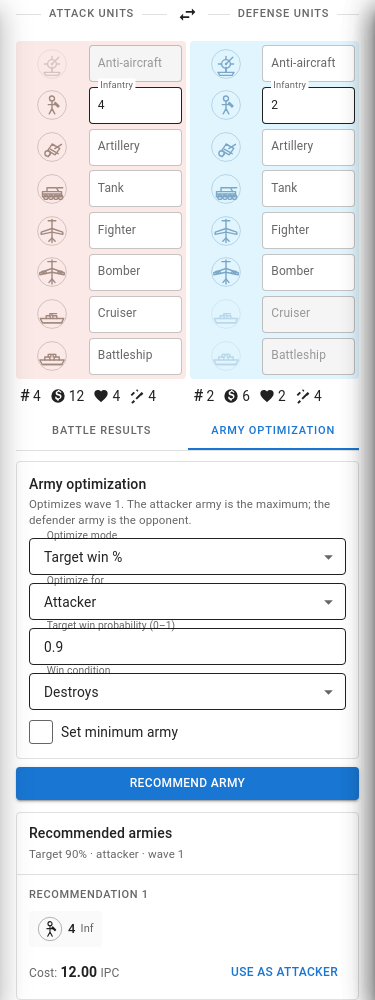 ATTACK UNITS
DEFENSE UNITS
Anti-aircraft
Anti-aircraft
Infantry
4
Infantry
2
Artillery
Artillery
Tank
Tank
Fighter
Fighter
Bomber
Bomber
Cruiser
Cruiser
Battleship
Battleship
# 4 $ 12 4 4
# 2 $ 6 2 4
BATTLE RESULTS
ARMY OPTIMIZATION
Army optimization
Optimizes wave 1. The attacker army is the maximum; the
defender army is the opponent.
Optimize mode
Target win %
Optimize for
Attacker
Target win probability (0–1)
0.9
Win condition
Destroys
Set minimum army
RECOMMEND ARMY
Recommended armies
Target 90% · attacker · wave 1
RECOMMENDATION 1
4 Inf
Cost: 12.00 IPC
USE AS ATTACKER